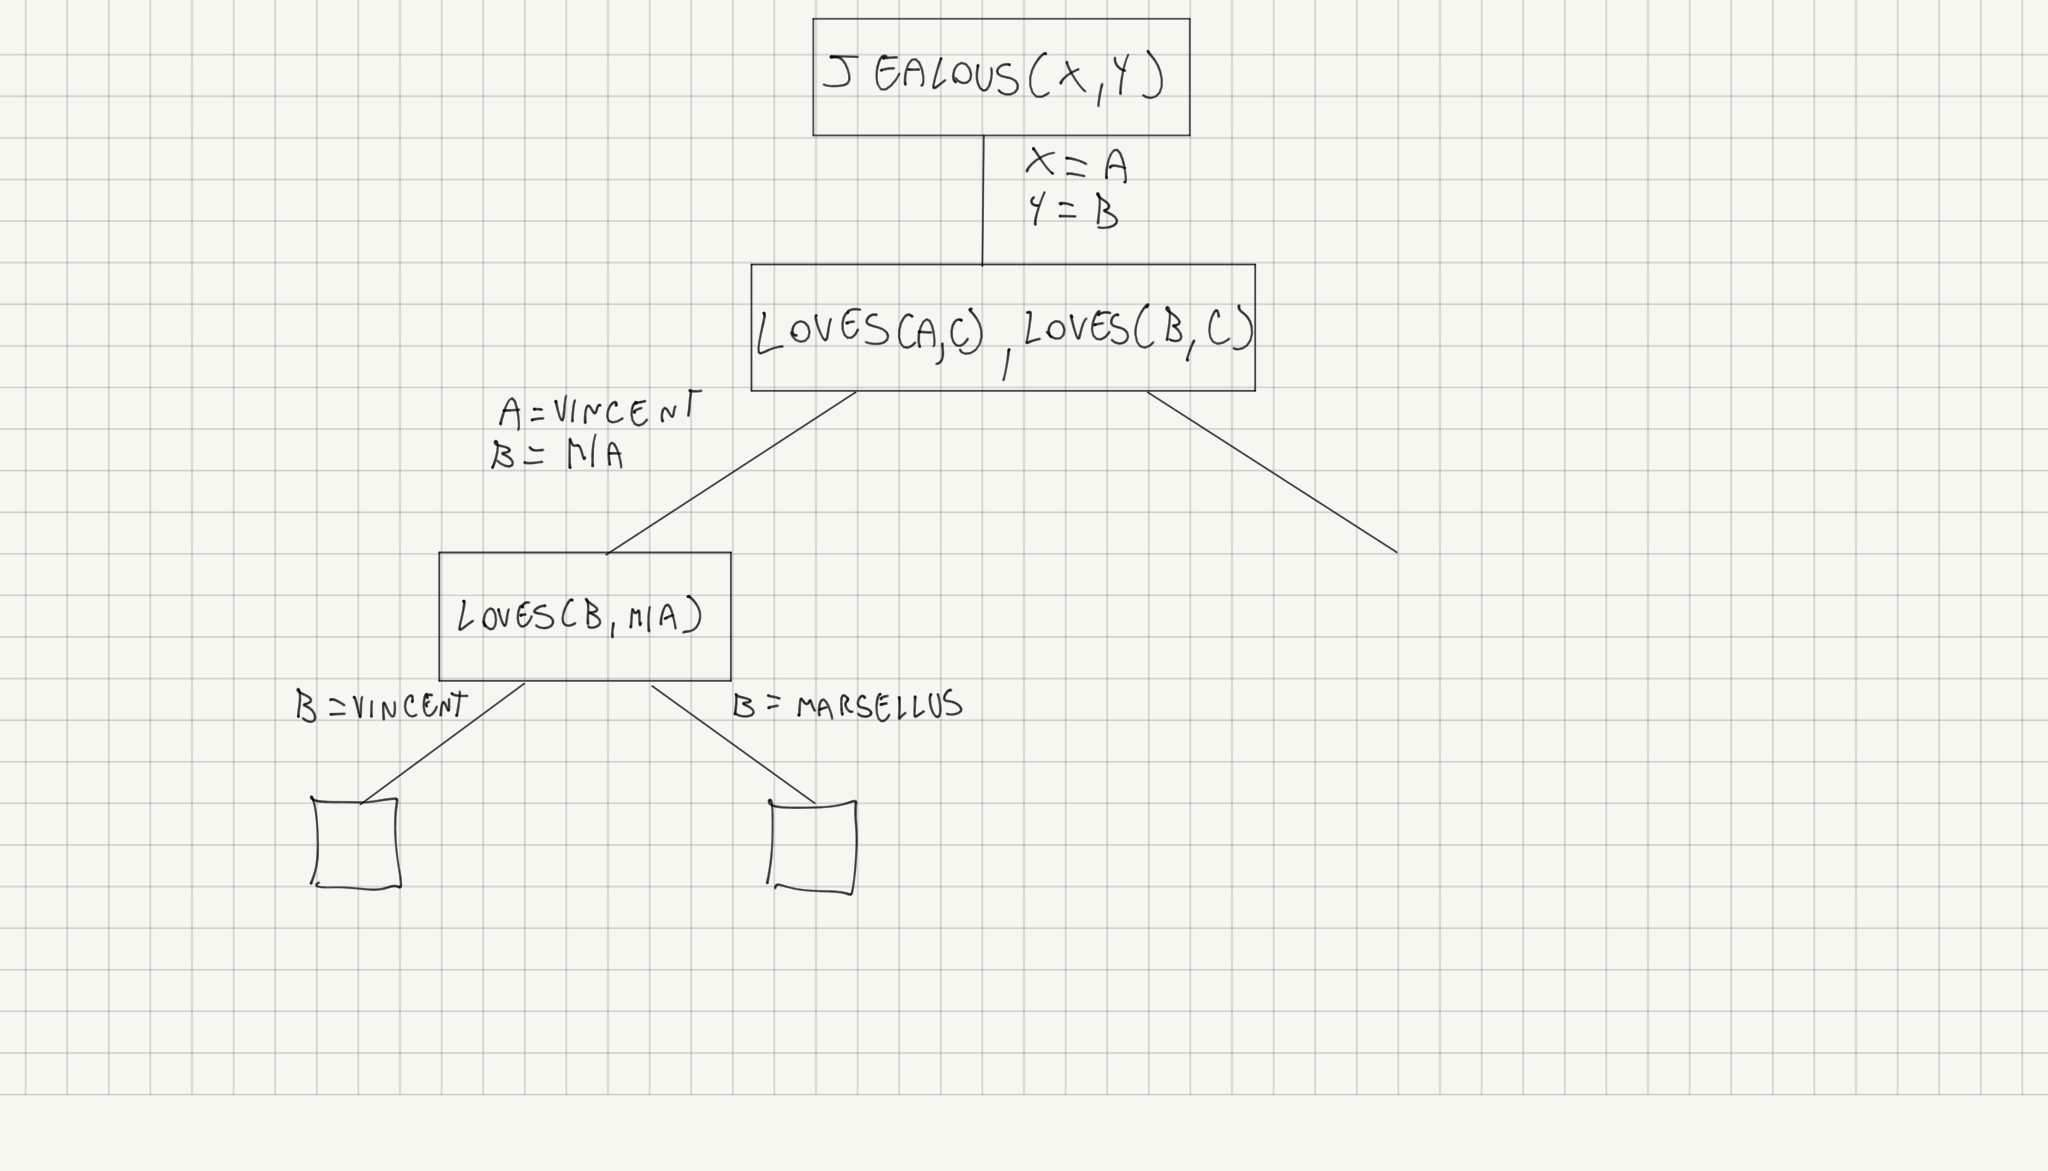 JEALOUS(X,Y)
X = A
Y = B
LOVES(A,C), LOVES(B,C)
A = VINCENT
B = MIA
LOVES(B, MIA)
B = VINCENT
B = MARSELLUS